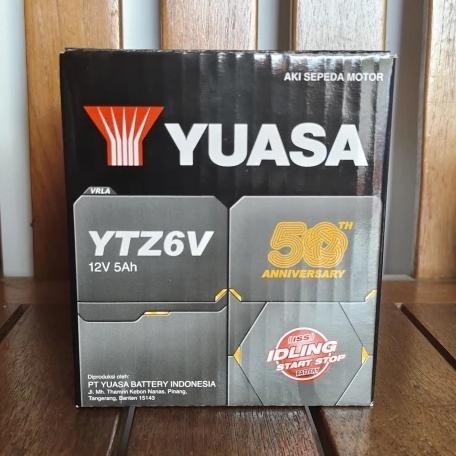 AKI SEPEDA MOTOR
YUASA
VRLA
YTZ6V
12V 5Ah
50TH
ANNIVERSARY
ISS
IDLING
START STOP
BATTERY
Diproduksi oleh:
PT YUASA BATTERY INDONESIA
Jl. Mh. Thamrin Kebon Nanas, Pinang,
Tangerang, Banten 15143